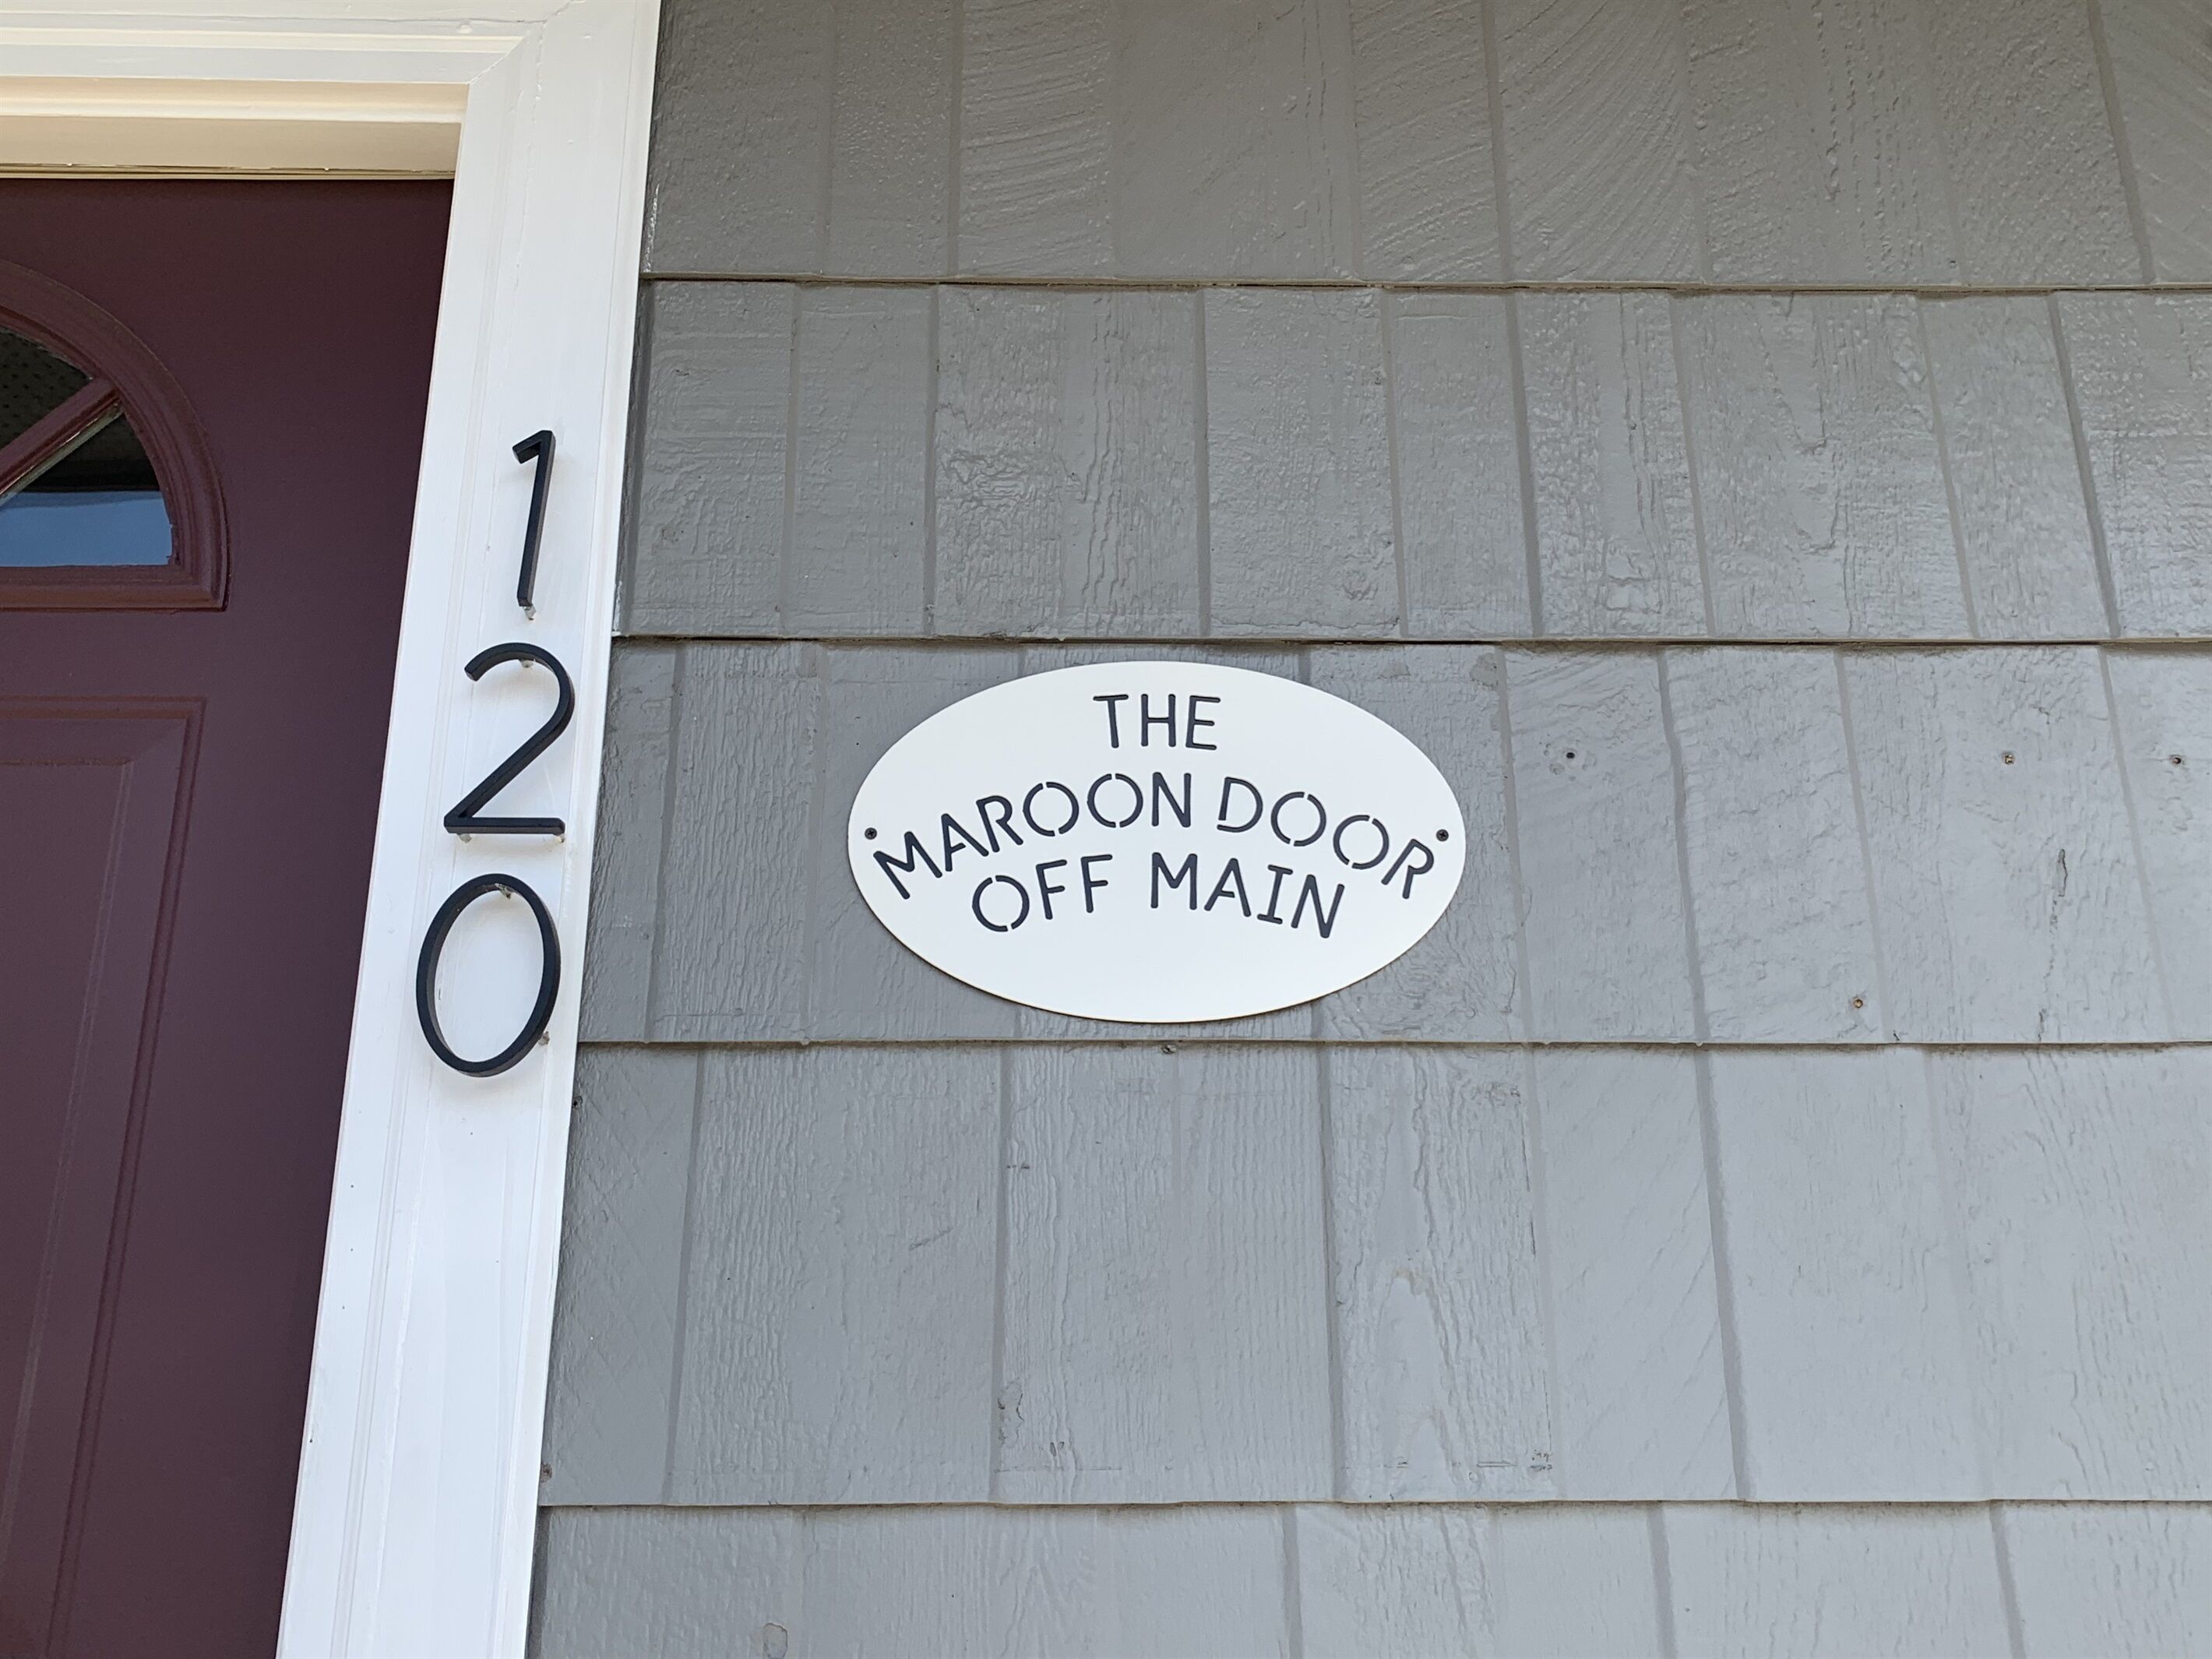 120
THE
MAROON DOOR
OFF MAIN